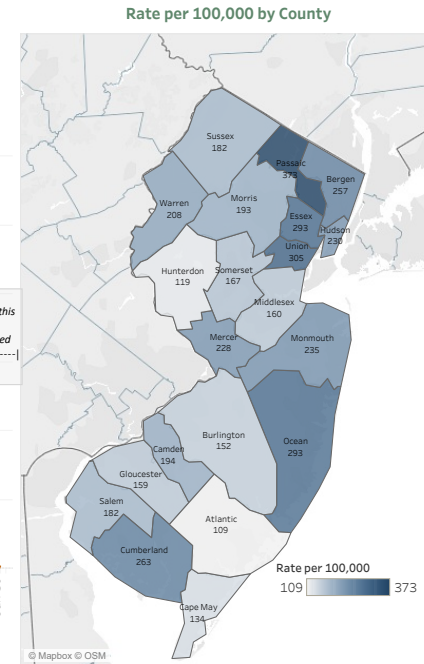 Rate per 100,000 by County
Sussex
182
Passaic
373
Bergen
257
Warren
208
Morris
193
Essex
293
Hudson
230
Union
305
Hunterdon
119
Somerset
167
Middlesex
160
this
ed
-----|
Mercer
228
Monmouth
235
Burlington
152
Ocean
293
Camden
194
Gloucester
159
Salem
182
Atlantic
109
Cumberland
263
Cape May
134
Rate per 100,000
109 373
© Mapbox © OSM